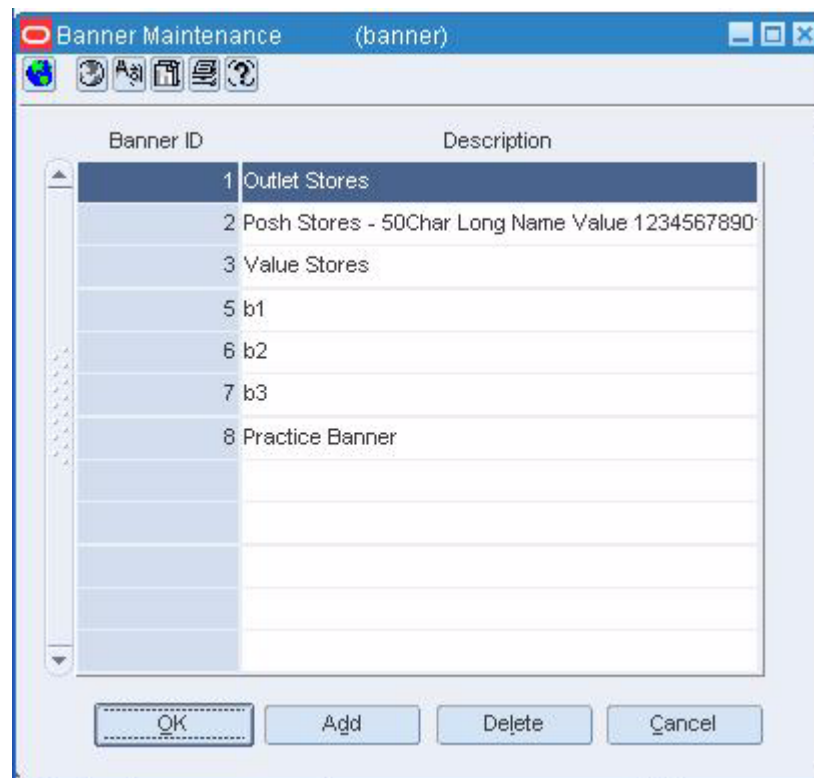 Banner Maintenance (banner)
Banner ID Description
1 Outlet Stores
2 Posh Stores - 50Char Long Name Value 1234567890
3 Value Stores
5 b1
6 b2
7 b3
8 Practice Banner
OK Add Delete Cancel